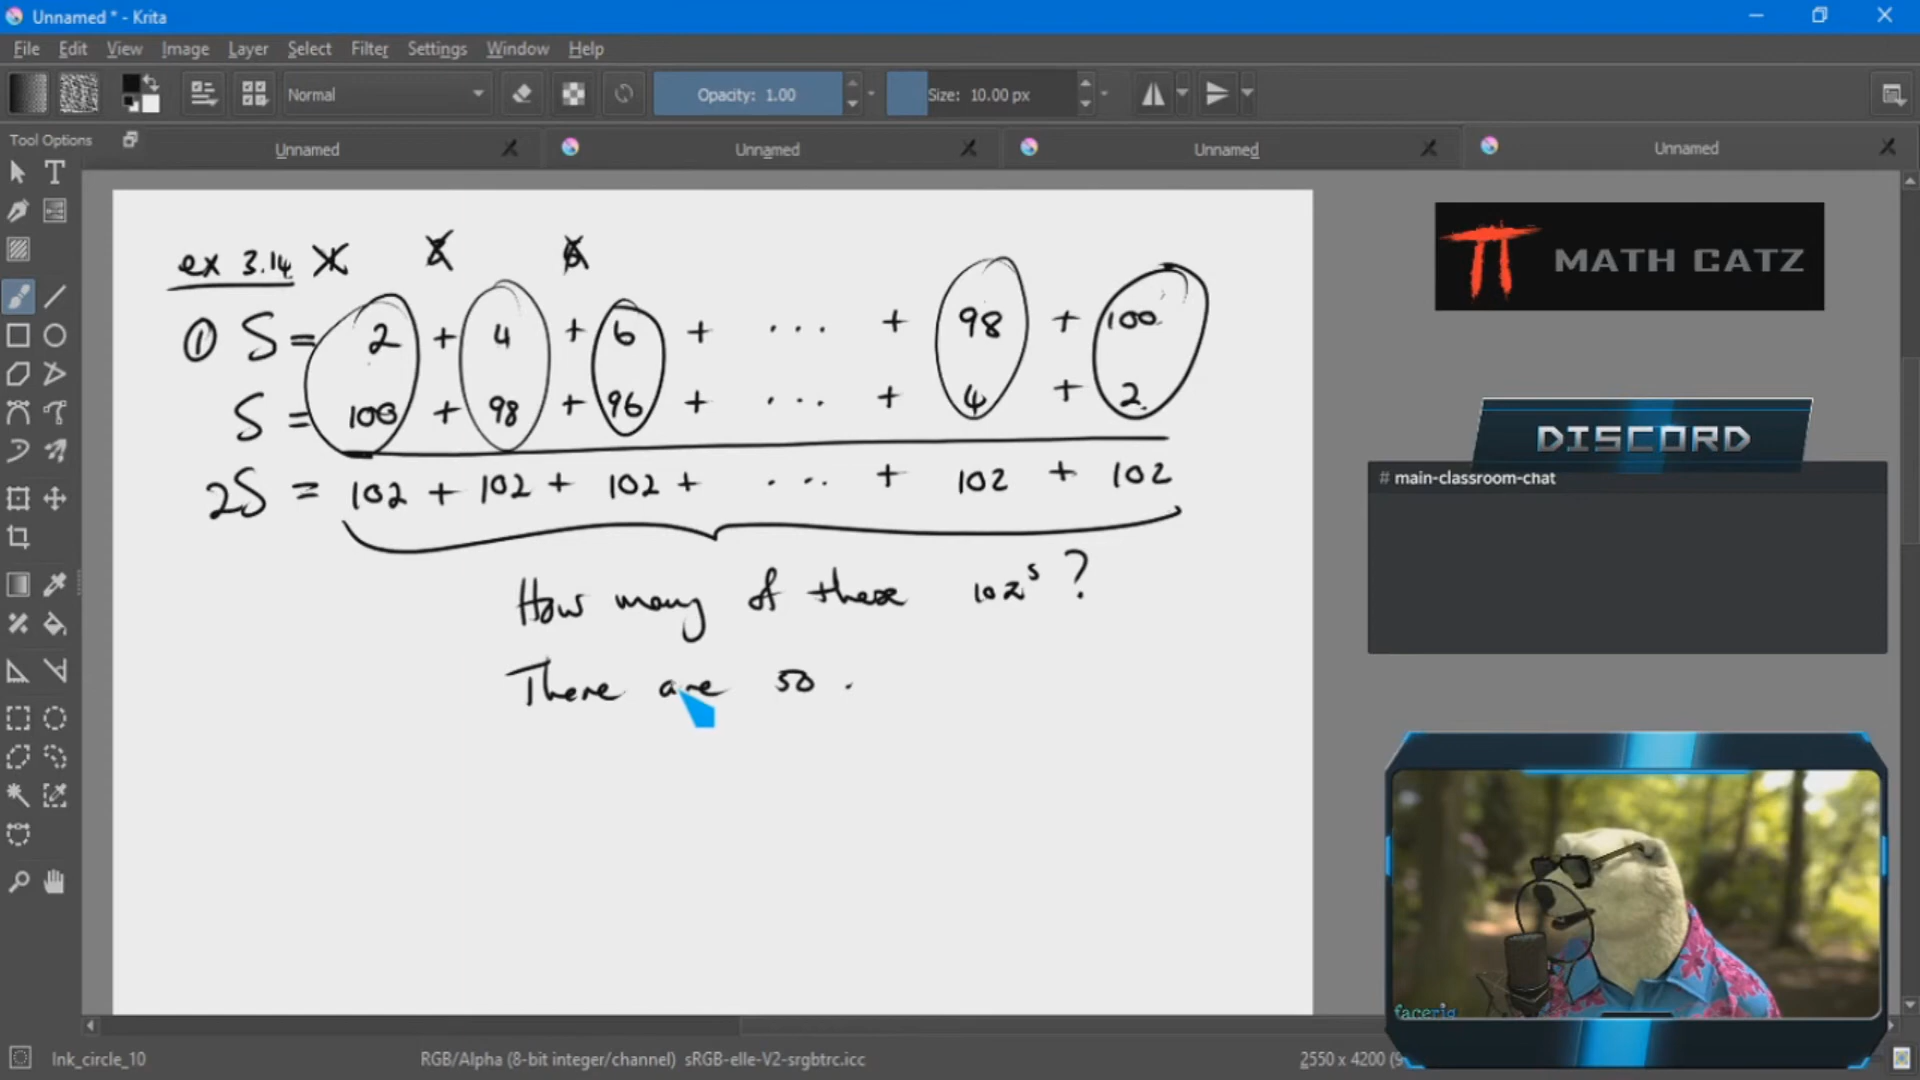 Unnamed * - Krita
File Edit View Image Layer Select Filter Settings Window Help
Normal Opacity: 1.00 Size: 10.00 px
Tool Options Unnamed Unnamed Unnamed Unnamed
ex 3.14
① S = 2 + 4 + 6 + ... + 98 + 100
S = 100 + 98 + 96 + ... + 4 + 2
2S = 102 + 102 + 102 + ... + 102 + 102
How many of these 102s ?
There are 50 .
MATH CATZ
DISCORD
# main-classroom-chat
facerig
Ink_circle_10 RGB/Alpha (8-bit integer/channel) sRGB-elle-V2-srgbtrc.icc 2550 x 4200 (9